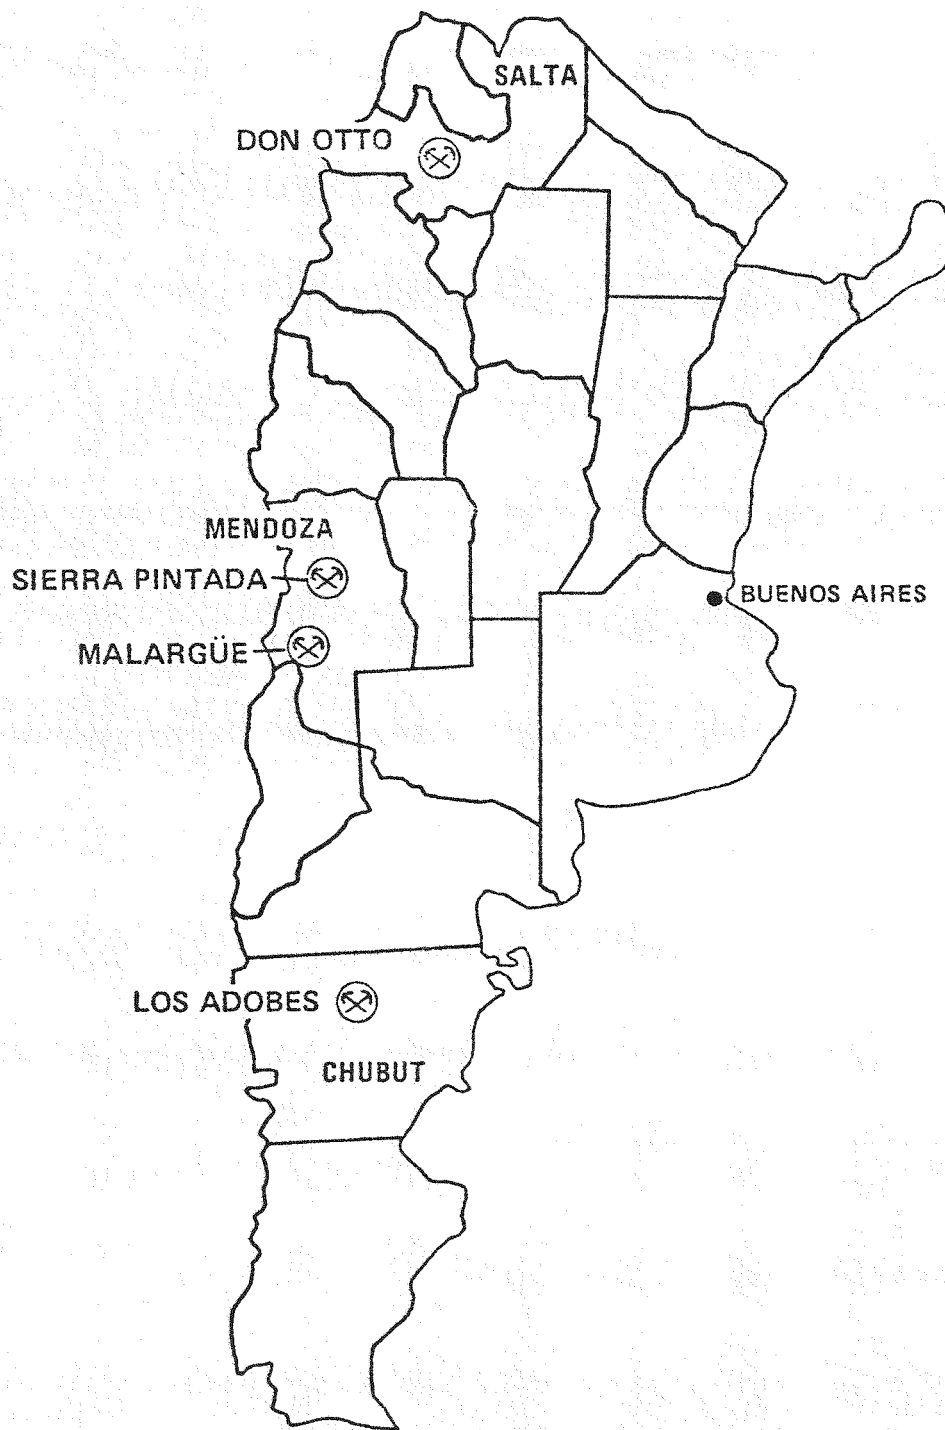 SALTA
DON OTTO
MENDOZA
SIERRA PINTADA
BUENOS AIRES
MALARGÜE
LOS ADOBES
CHUBUT